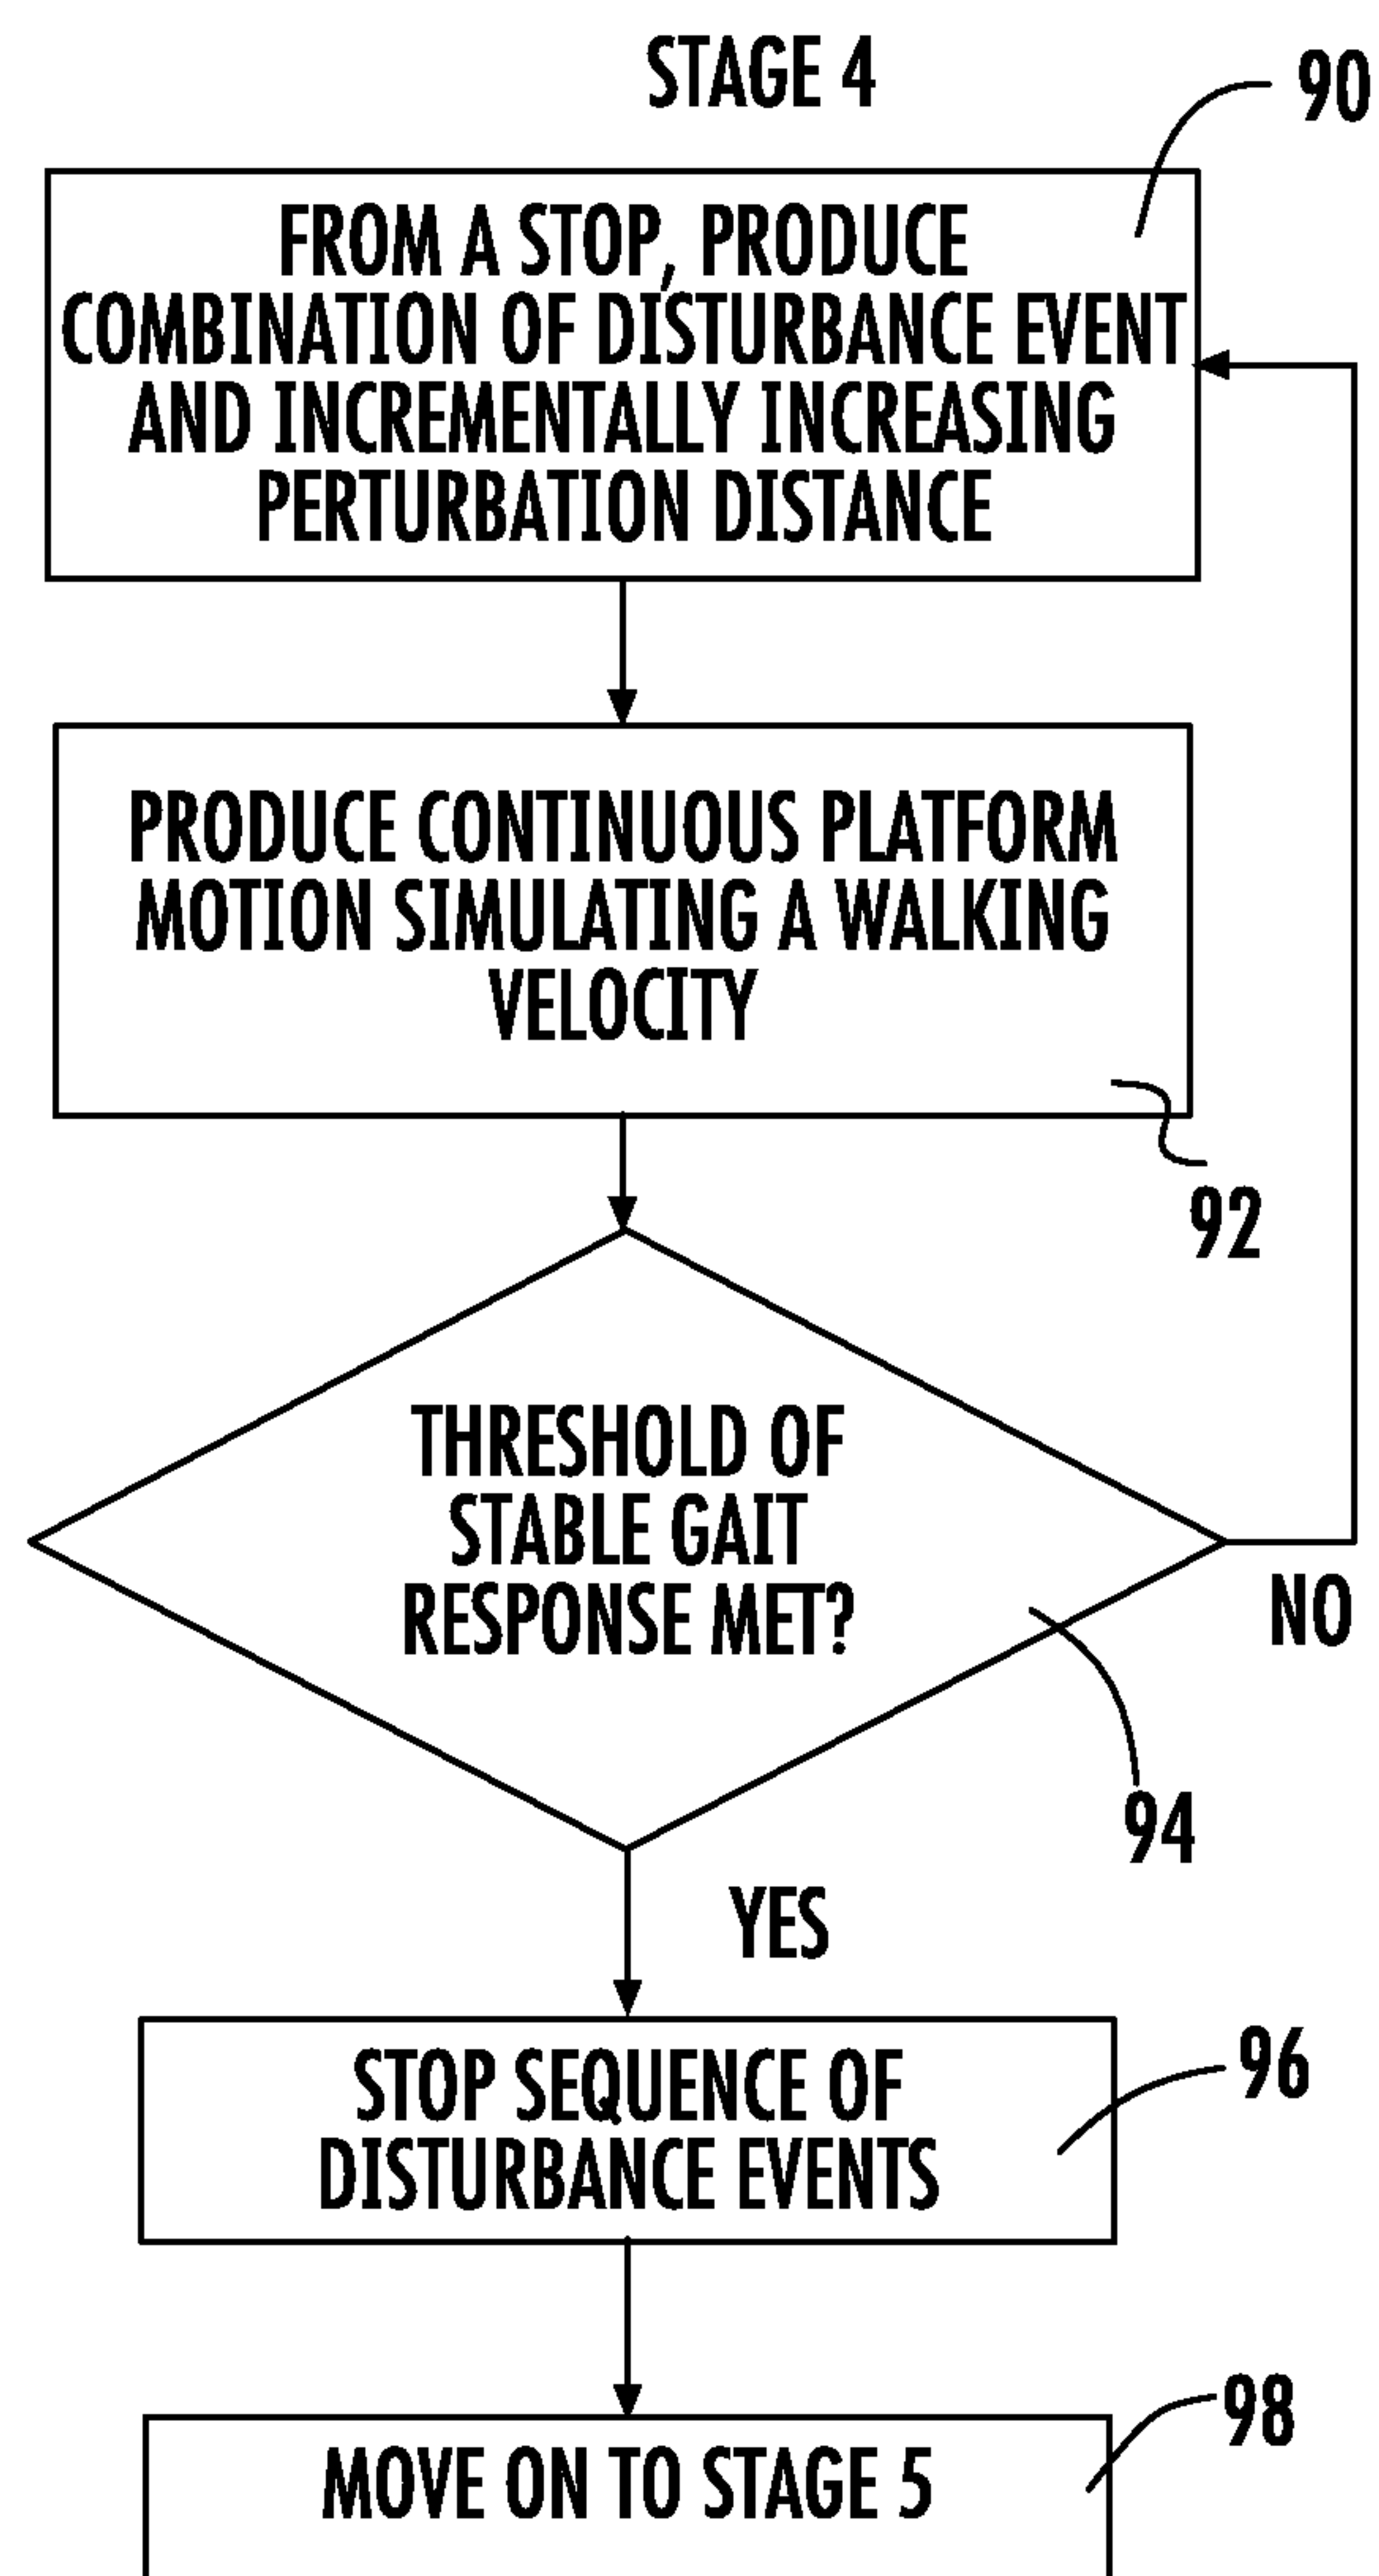 STAGE 4
90
FROM A STOP, PRODUCE
COMBINATION OF DISTURBANCE EVENT
AND INCREMENTALLY INCREASING
PERTURBATION DISTANCE
PRODUCE CONTINUOUS PLATFORM
MOTION SIMULATING A WALKING
VELOCITY
92
THRESHOLD OF
STABLE GAIT
RESPONSE MET?
NO
94
YES
STOP SEQUENCE OF
DISTURBANCE EVENTS
96
MOVE ON TO STAGE 5
98